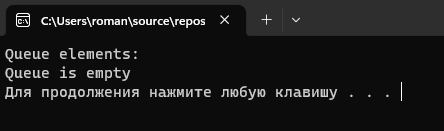 C:\Users\roman\source\repos
Queue elements:
Queue is empty
Для продолжения нажмите любую клавишу . . .